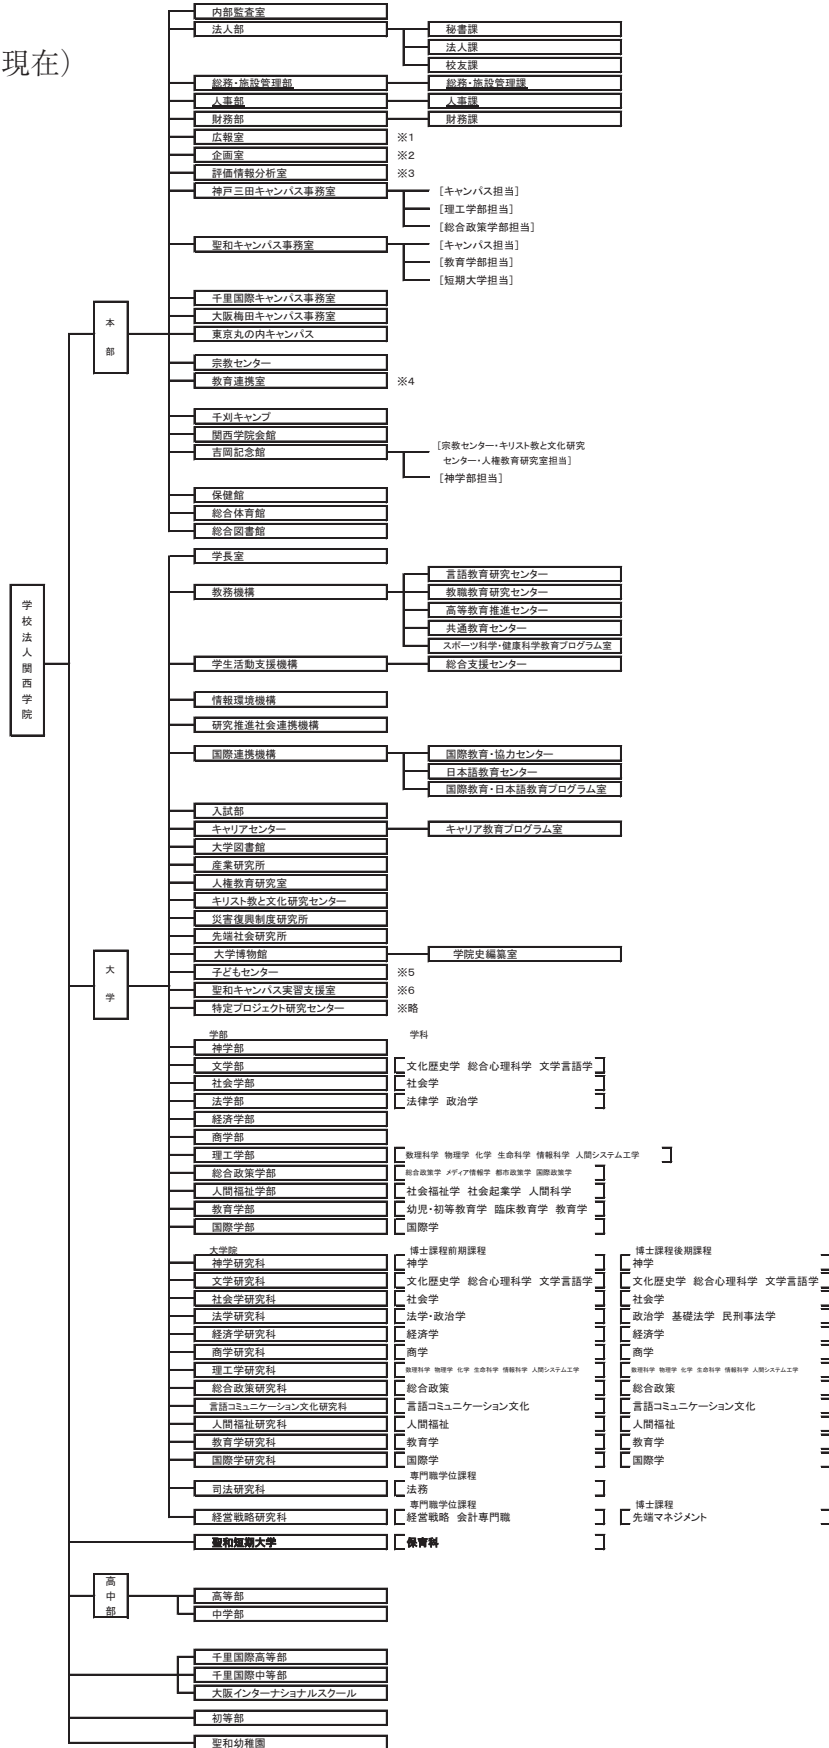 現在）
内部監査室
法人部
秘書課
法人課
校友課
総務・施設管理部
総務・施設管理課
人事部
人事課
財務部
財務課
広報室 ※1
企画室 ※2
評価情報分析室 ※3
神戸三田キャンパス事務室
［キャンパス担当］
［理工学部担当］
［総合政策学部担当］
聖和キャンパス事務室
［キャンパス担当］
［教育学部担当］
［短期大学担当］
千里国際キャンパス事務室
大阪梅田キャンパス事務室
本部
東京丸の内キャンパス
宗教センター
教育連携室 ※4
千刈キャンプ
関西学院会館
吉岡記念館
［宗教センター・キリスト教と文化研究
センター・人権教育研究室担当］
［神学部担当］
保健館
総合体育館
総合図書館
学校法人関西学院
学長室
教務機構
言語教育研究センター
教職教育研究センター
高等教育推進センター
共通教育センター
スポーツ科学・健康科学教育プログラム室
学生活動支援機構
総合支援センター
情報環境機構
研究推進社会連携機構
国際連携機構
国際教育・協力センター
日本語教育センター
国際教育・日本語教育プログラム室
入試部
キャリアセンター
キャリア教育プログラム室
大学図書館
産業研究所
人権教育研究室
キリスト教と文化研究センター
災害復興制度研究所
先端社会研究所
大学博物館
学院史編纂室
大学
子どもセンター ※5
聖和キャンパス実習支援室 ※6
特定プロジェクト研究センター ※略
学部 学科
神学部
文学部 文化歴史学 総合心理科学 文学言語学
社会学部 社会学
法学部 法律学 政治学
経済学部
商学部
理工学部 数理科学 物理学 化学 生命科学 情報科学 人間システム工学
総合政策学部 総合政策学 メディア情報学 都市政策学 国際政策学
人間福祉学部 社会福祉学 社会起業学 人間科学
教育学部 幼児・初等教育学 臨床教育学 教育学
国際学部 国際学
大学院 博士課程前期課程 博士課程後期課程
神学研究科 神学 神学
文学研究科 文化歴史学 総合心理科学 文学言語学 文化歴史学 総合心理科学 文学言語学
社会学研究科 社会学 社会学
法学研究科 法学・政治学 政治学 基礎法学 民刑事法学
経済学研究科 経済学 経済学
商学研究科 商学 商学
理工学研究科 数理科学 物理学 化学 生命科学 情報科学 人間システム工学 数理科学 物理学 化学 生命科学 情報科学 人間システム工学
総合政策研究科 総合政策 総合政策
言語コミュニケーション文化研究科 言語コミュニケーション文化 言語コミュニケーション文化
人間福祉研究科 人間福祉 人間福祉
教育学研究科 教育学 教育学
国際学研究科 国際学 国際学
専門職学位課程
司法研究科 法務
専門職学位課程 博士課程
経営戦略研究科 経営戦略 会計専門職 先端マネジメント
聖和短期大学 保育科
高中部
高等部
中学部
千里国際高等部
千里国際中等部
大阪インターナショナルスクール
初等部
聖和幼稚園